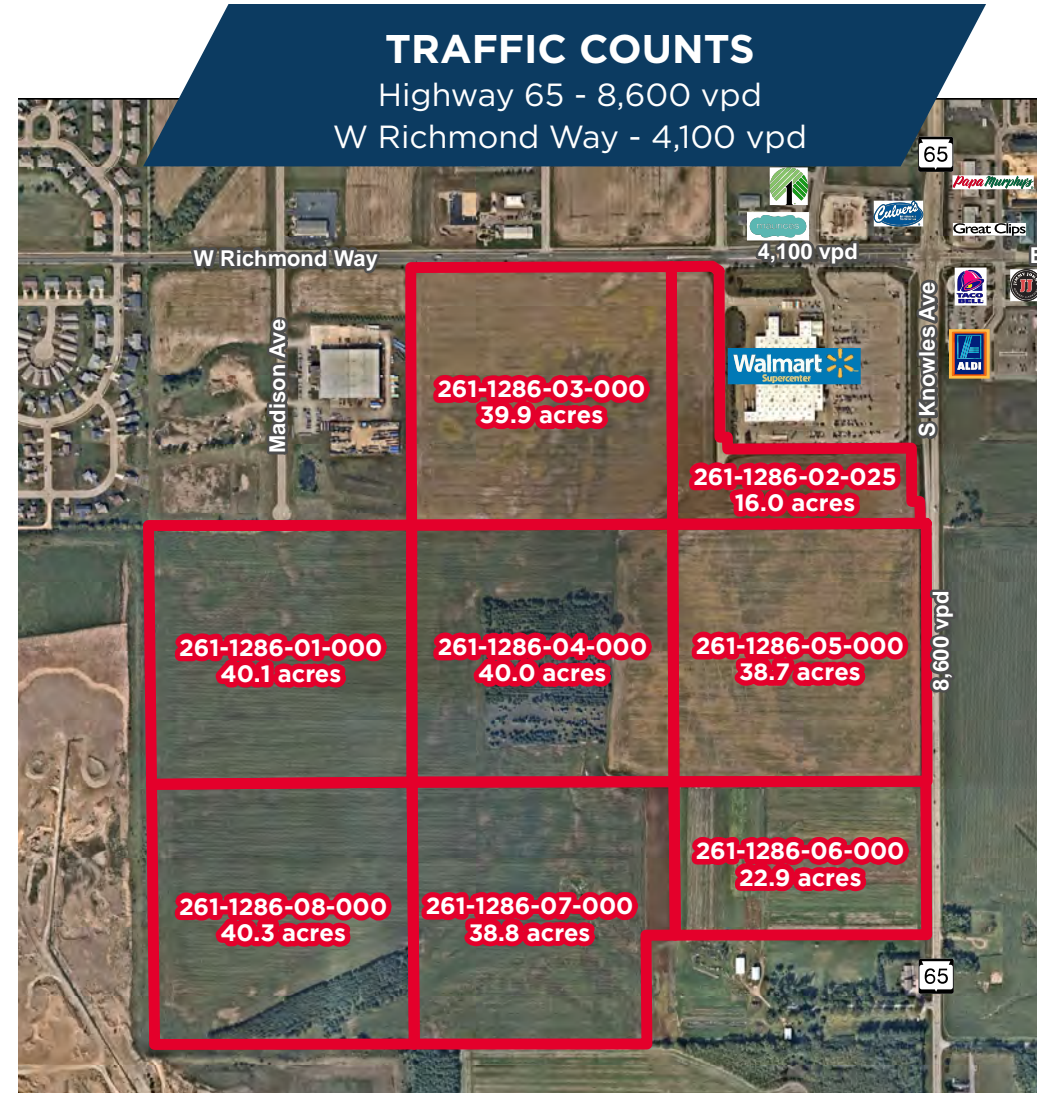 TRAFFIC COUNTS
Highway 65 - 8,600 vpd
W Richmond Way - 4,100 vpd
65
Papa Murphy's
Culver's
Great Clips
W Richmond Way
4,100 vpd
E
TACO
BELL
JJ
Walmart
Supercenter
ALDI
Madison Ave
S Knowles Ave
261-1286-03-000
39.9 acres
261-1286-02-025
16.0 acres
261-1286-01-000
40.1 acres
261-1286-04-000
40.0 acres
261-1286-05-000
38.7 acres
8,600 vpd
261-1286-06-000
22.9 acres
261-1286-08-000
40.3 acres
261-1286-07-000
38.8 acres
65